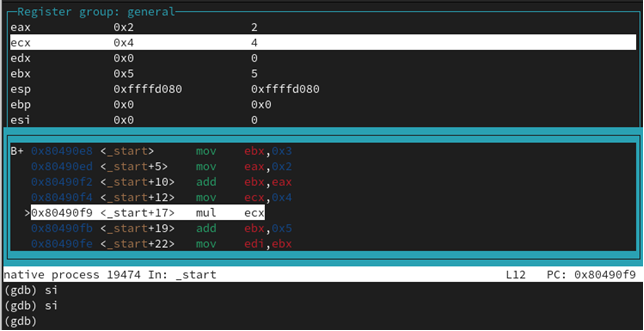 Register group: general
eax 0x2 2
ecx 0x4 4
edx 0x0 0
ebx 0x5 5
esp 0xffffd080 0xffffd080
ebp 0x0 0x0
esi 0x0 0
B+ 0x80490e8 <_start> mov ebx,0x3
0x80490ed <_start+5> mov eax,0x2
0x80490f2 <_start+10> add ebx,eax
0x80490f4 <_start+12> mov ecx,0x4
>0x80490f9 <_start+17> mul ecx
0x80490fb <_start+19> add ebx,0x5
0x80490fe <_start+22> mov edi,ebx
native process 19474 In: _start L12 PC: 0x80490f9
(gdb) si
(gdb) si
(gdb)